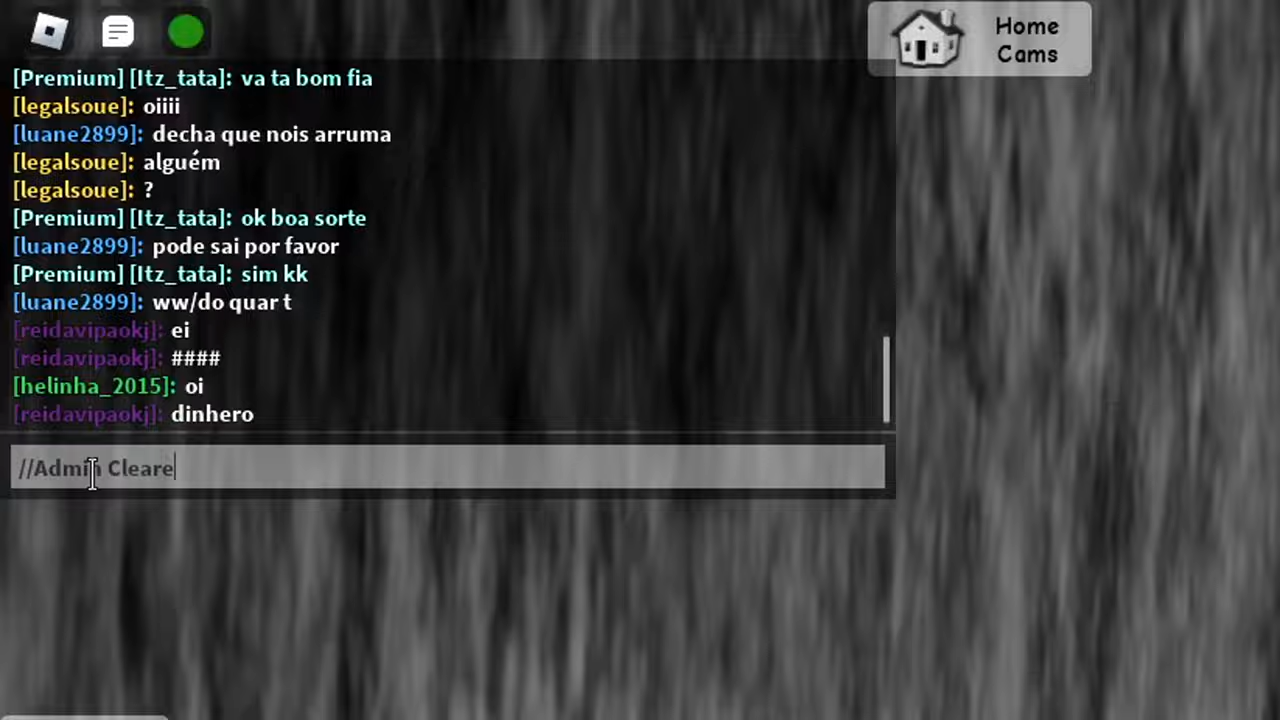 Home
Cams
[Premium] [Itz_tata]: va ta bom fia
[legalsoue]: oiiii
[luane2899]: decha que nois arruma
[legalsoue]: alguém
[legalsoue]: ?
[Premium] [Itz_tata]: ok boa sorte
[luane2899]: pode sai por favor
[Premium] [Itz_tata]: sim kk
[luane2899]: ww/do quar t
[reidavipaokj]: ei
[reidavipaokj]: ####
[helinha_2015]: oi
[reidavipaokj]: dinhero
//Admin Cleare